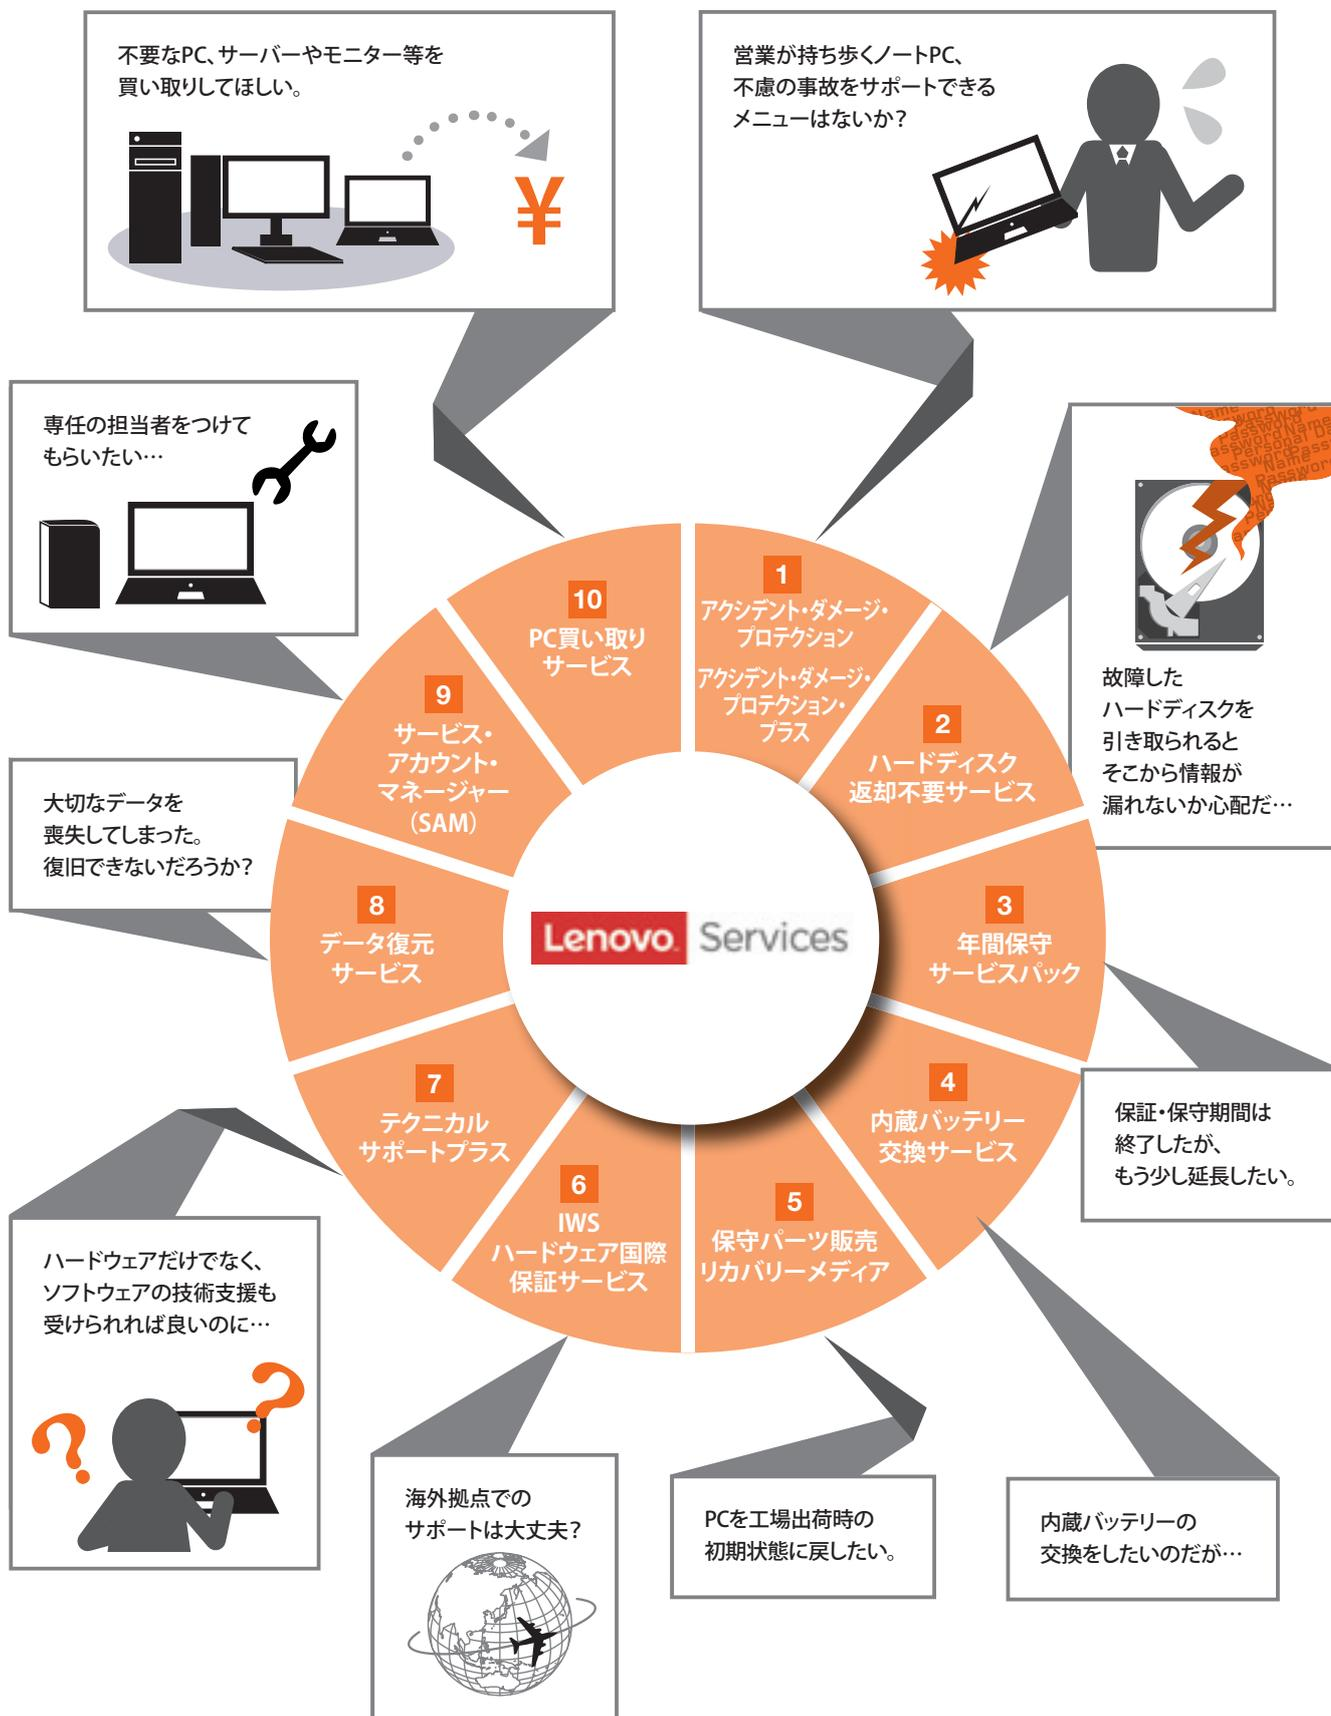 不要なPC、サーバーやモニター等を
買い取りしてほしい。
¥
営業が持ち歩くノートPC、
不慮の事故をサポートできる
メニューはないか？
専任の担当者をつけて
もらいたい…
Password
Name
Personal
Password
Name
Password
故障した
ハードディスクを
引き取られると
そこから情報が
漏れないか心配だ…
大切なデータを
喪失してしまった。
復旧できないだろうか？
1
アクシデント・ダメージ・
プロテクション
アクシデント・ダメージ・
プロテクション・
プラス
2
ハードディスク
返却不要サービス
3
年間保守
サービスパック
4
内蔵バッテリー
交換サービス
5
保守パーツ販売
リカバリーメディア
6
IWS
ハードウェア国際
保証サービス
7
テクニカル
サポートプラス
8
データ復元
サービス
9
サービス・
アカウント・
マネージャー
（SAM）
10
PC買い取り
サービス
Lenovo Services
保証・保守期間は
終了したが、
もう少し延長したい。
ハードウェアだけでなく、
ソフトウェアの技術支援も
受けられれば良いのに…
? ?
海外拠点での
サポートは大丈夫？
PCを工場出荷時の
初期状態に戻したい。
内蔵バッテリーの
交換をしたいのだが…